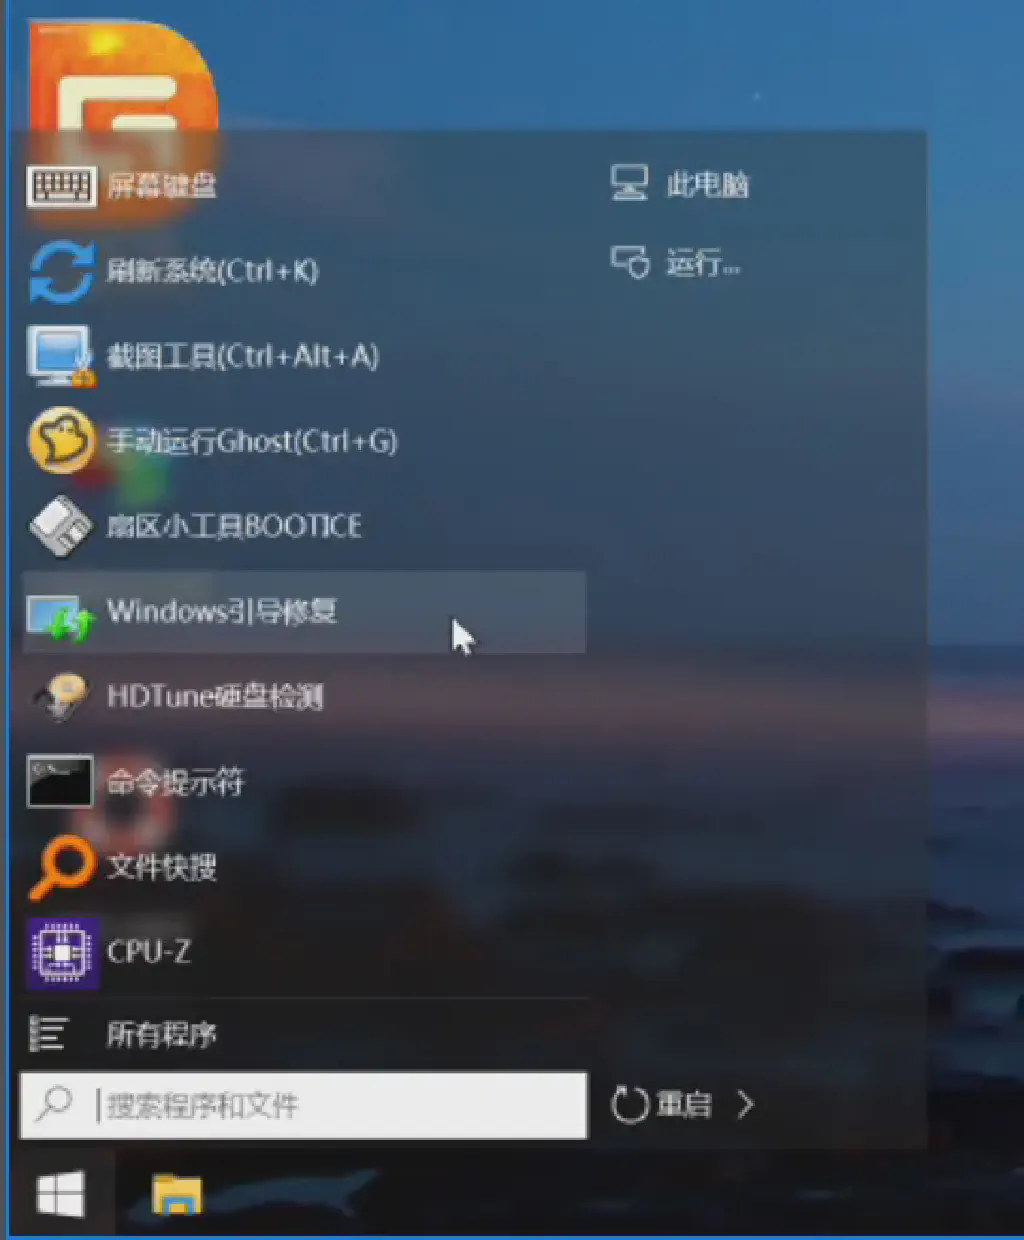 屏幕键盘
刷新系统(Ctrl+K)
截图工具(Ctrl+Alt+A)
手动运行Ghost(Ctrl+G)
扇区小工具BOOTICE
Windows引导修复
HDTune硬盘检测
命令提示符
文件快搜
CPU-Z
所有程序
搜索程序和文件
此电脑
运行...
重启